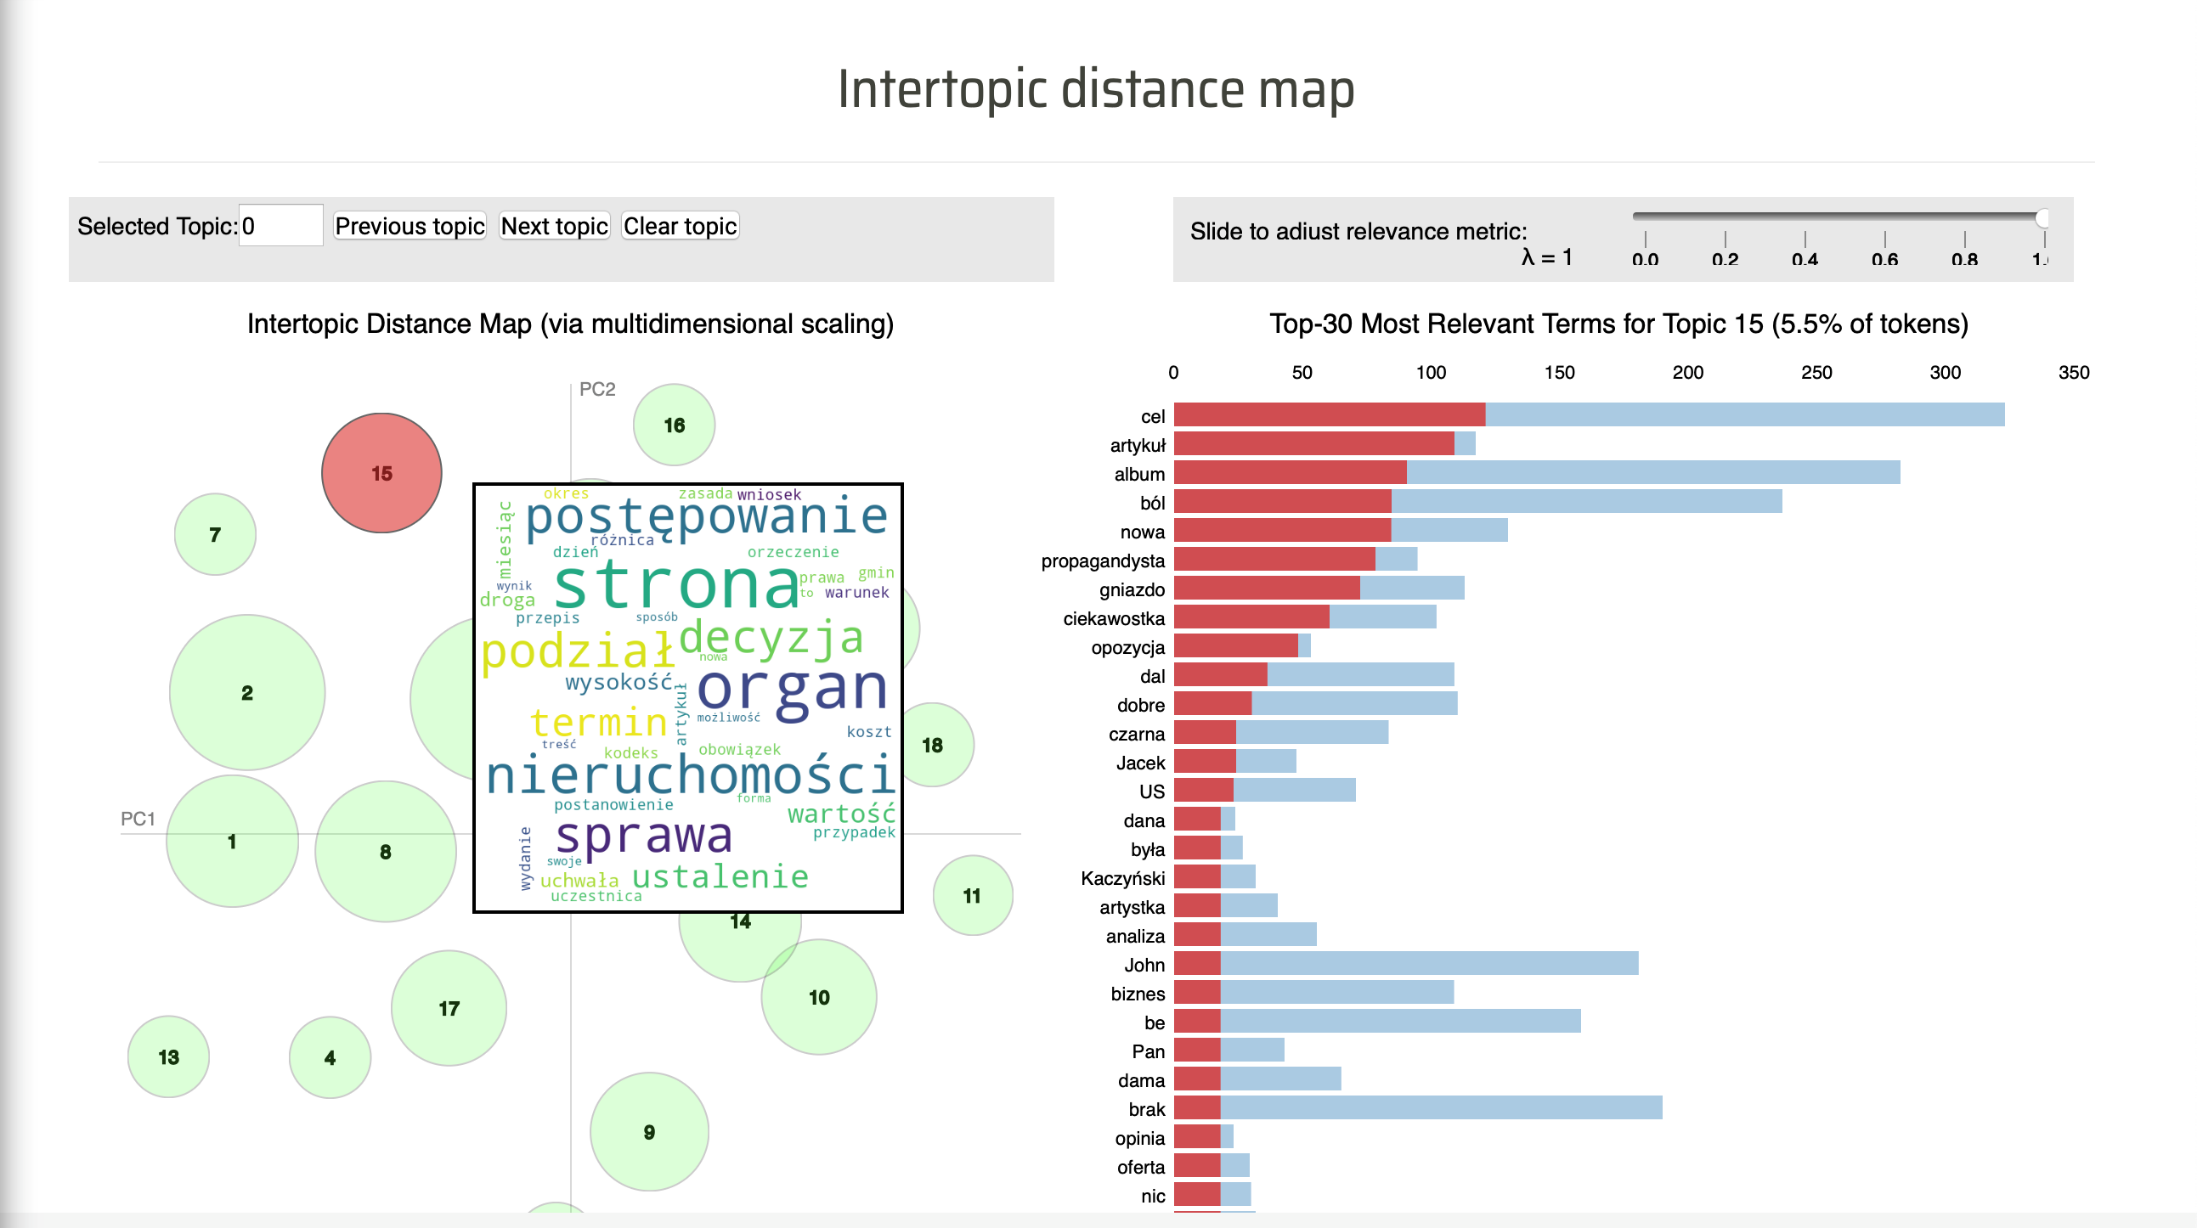 Intertopic distance map
Selected Topic: 0 Previous topic Next topic Clear topic
Slide to adjust relevance metric:
λ = 1
0.0 0.2 0.4 0.6 0.8
Intertopic Distance Map (via multidimensional scaling)
PC2
16
15
7
2
18
PC1
1
8
11
14
10
17
13
4
9
okres
zasada
wniosek
miesiąc
postępowanie
różnica
dzień
orzeczenie
strona
prawa
gmin
wynik
to
warunek
droga
przepis
sposób
podział
decyzja
nowa
wysokość
organ
artykuł
termin
możliwość
koszt
treść
kodeks
obowiązek
nieruchomości
postanowienie
forma
wartość
sprawa
przypadek
wydanie
swoje
uchwała
ustalenie
uczestnica
Top-30 Most Relevant Terms for Topic 15 (5.5% of tokens)
0 50 100 150 200 250 300 350
cel
artykuł
album
ból
nowa
propagandysta
gniazdo
ciekawostka
opozycja
dal
dobre
czarna
Jacek
US
dana
była
Kaczyński
artystka
analiza
John
biznes
be
Pan
dama
brak
opinia
oferta
nic